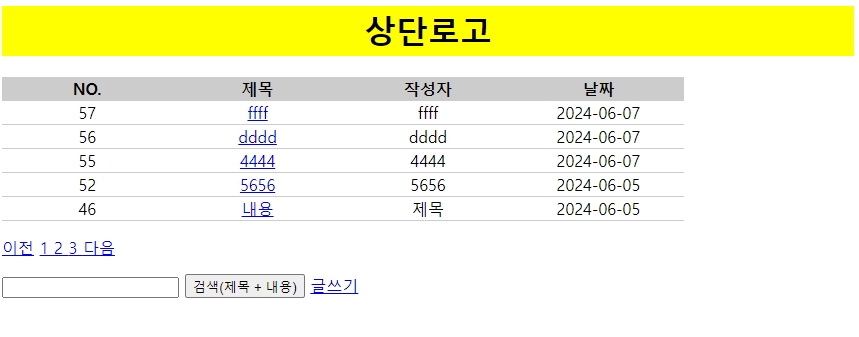 상단로고
NO. 제목 작성자 날짜
57 ffff ffff 2024-06-07
56 dddd dddd 2024-06-07
55 4444 4444 2024-06-07
52 5656 5656 2024-06-05
46 내용 제목 2024-06-05
이전 1 2 3 다음
검색(제목 + 내용) 글쓰기